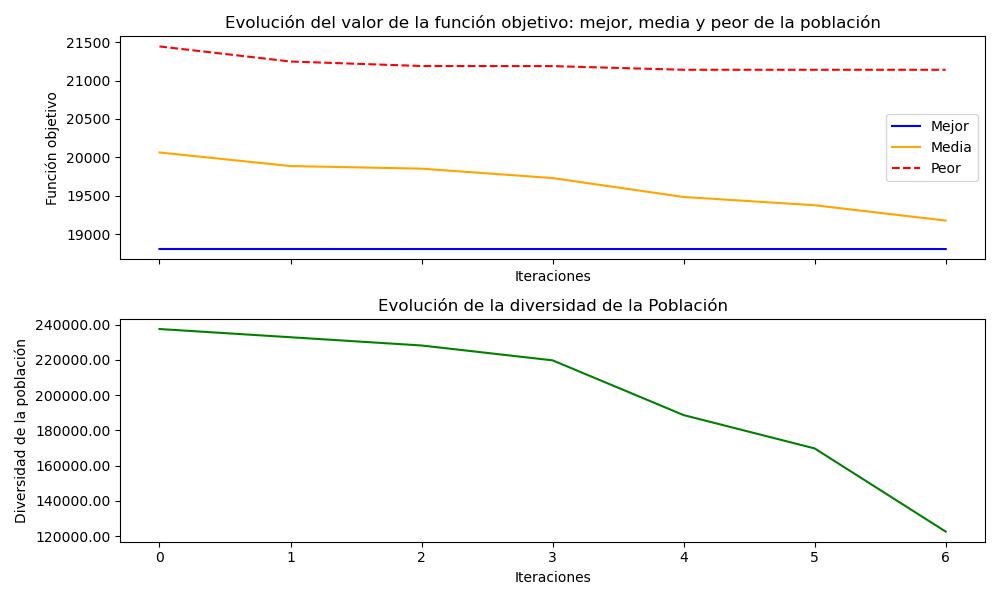 Evolución del valor de la función objetivo: mejor, media y peor de la población
21500
21000
20500
20000
19500
19000
Función objetivo
Mejor
Media
Peor
Iteraciones
Evolución de la diversidad de la Población
240000.00
220000.00
200000.00
180000.00
160000.00
140000.00
120000.00
Diversidad de la población
0 1 2 3 4 5 6
Iteraciones